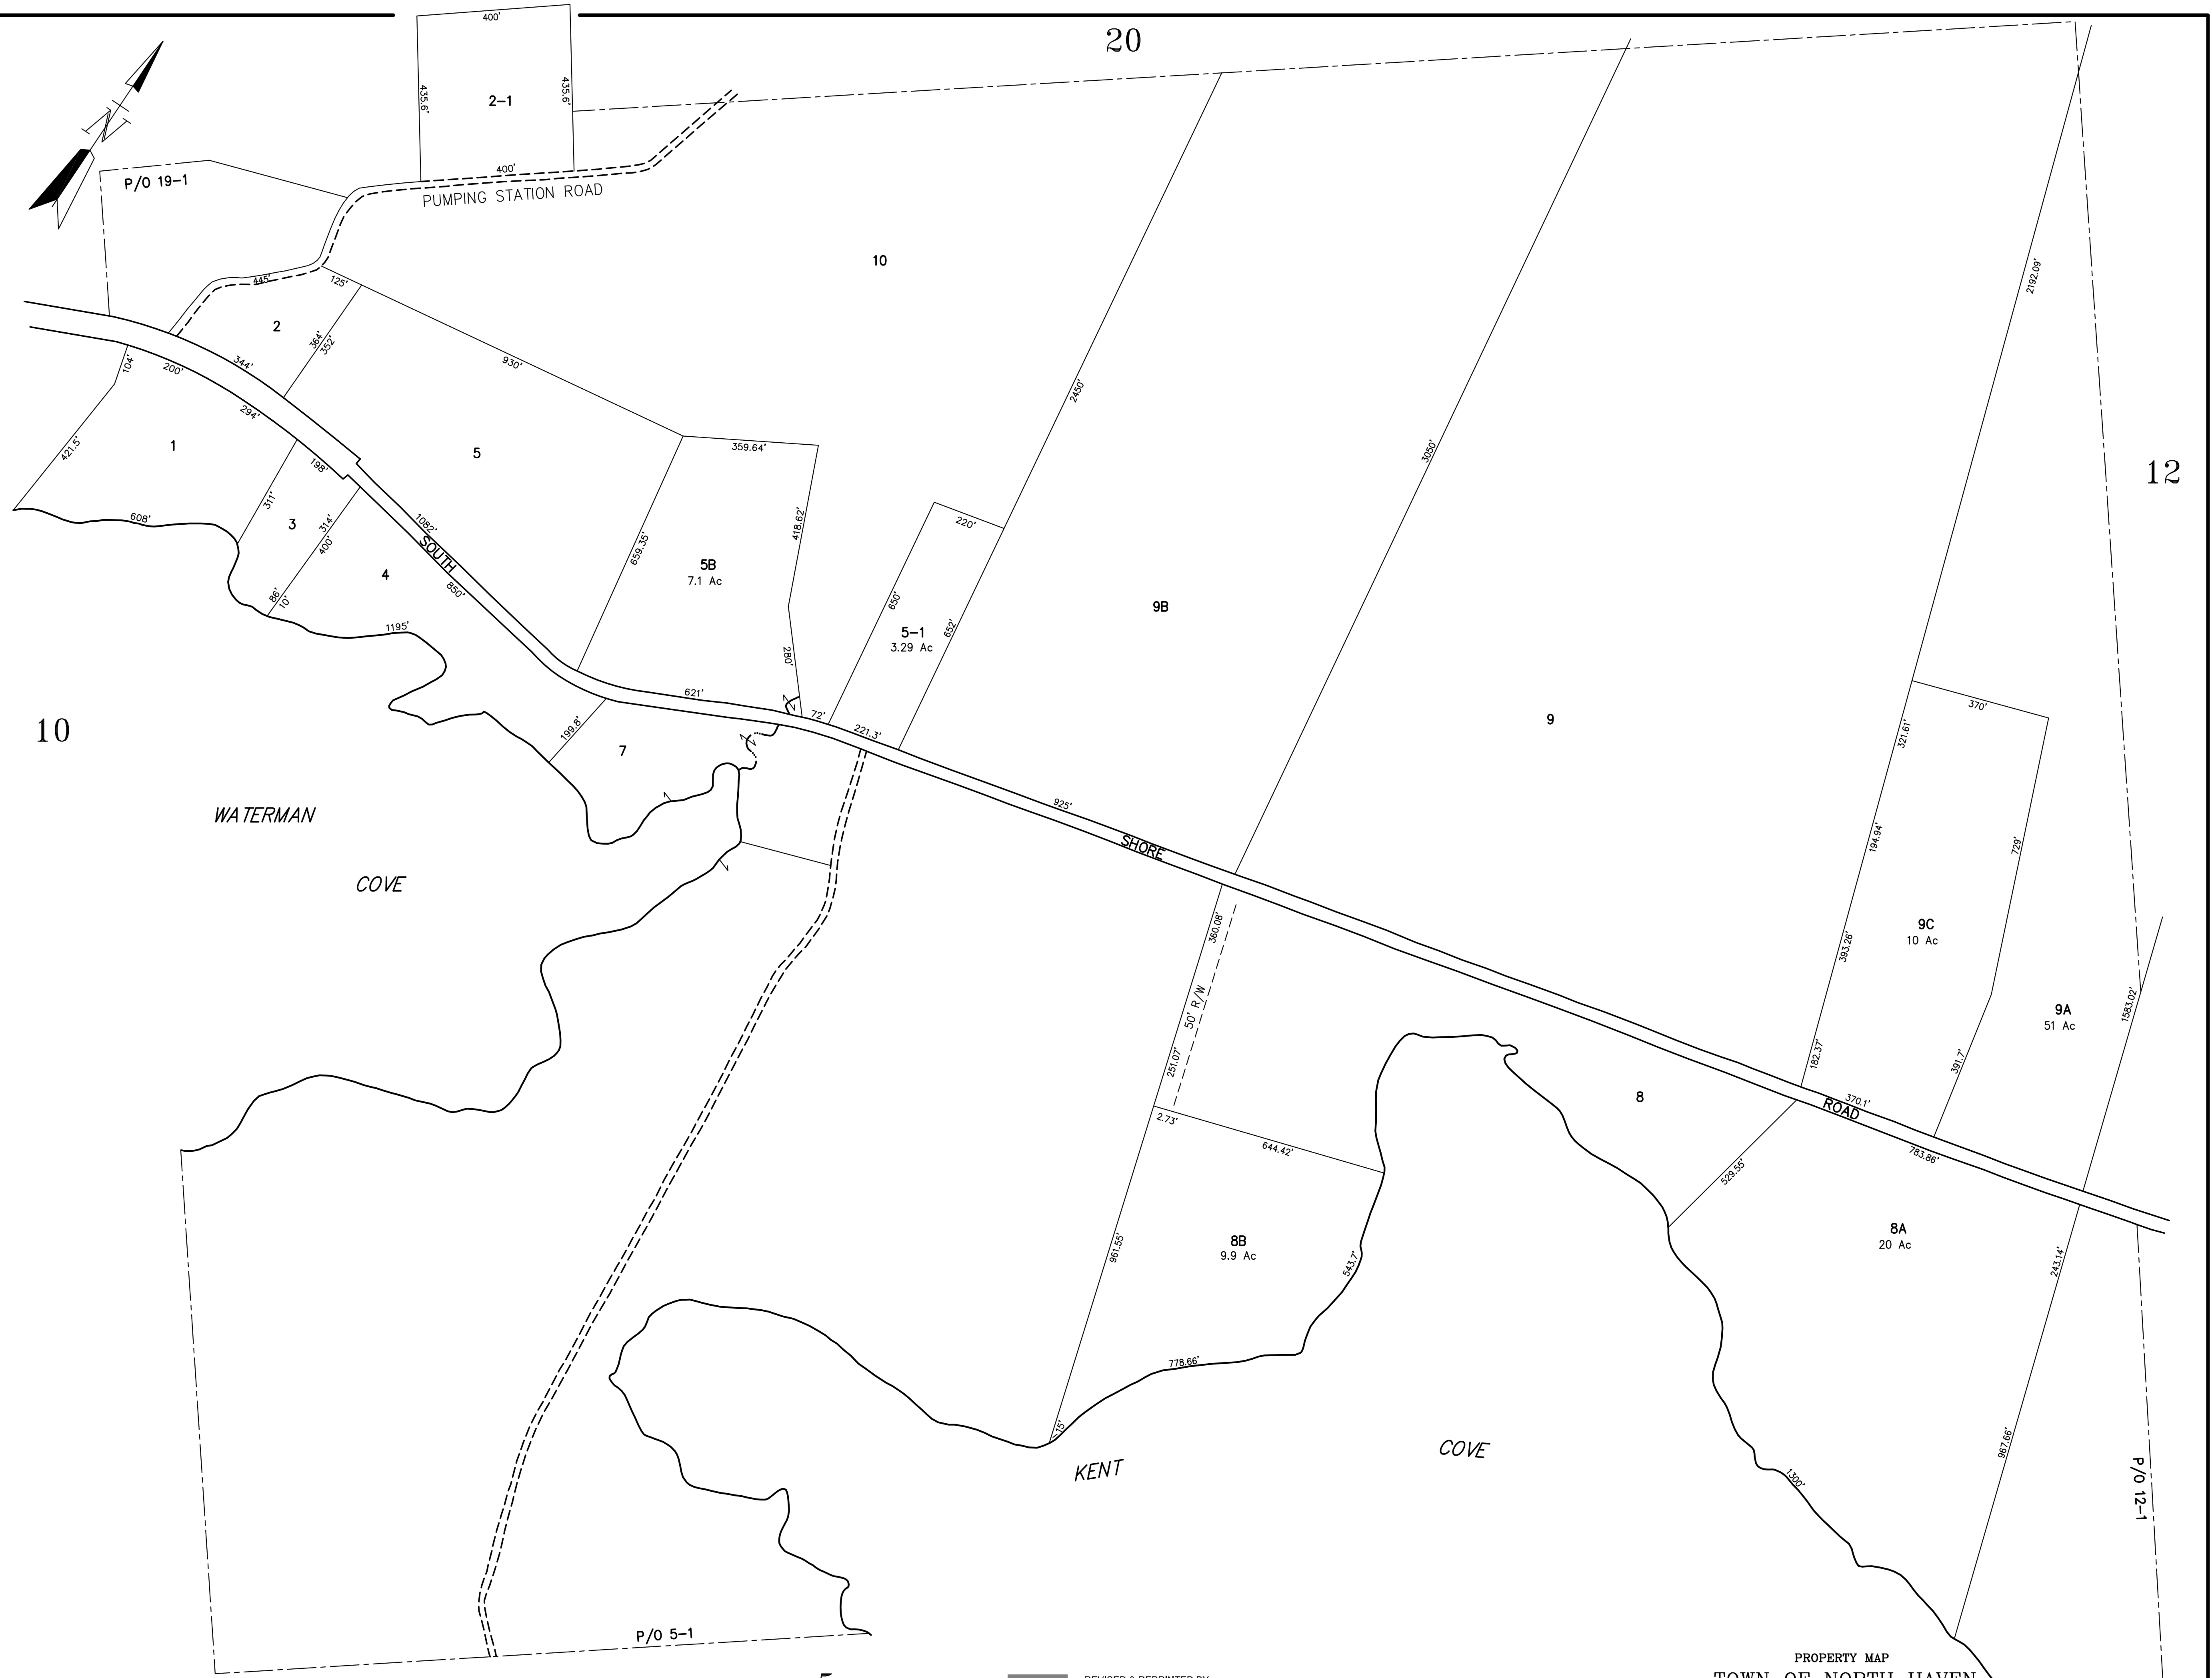 400'
20
435.6'
2-1
435.6'
N
400'
P/O 19-1
PUMPING STATION ROAD
10
445'
125'
2192.09'
2
364'
352'
344'
104'
200'
930'
2450'
294'
1
421.5'
5
359.64'
3050'
12
198'
311'
3
314'
400'
1082'
SOUTH
608'
418.62'
220'
659.35'
5B
7.1 Ac
4
850'
86'
10'
650'
9B
5-1
3.29 Ac
652'
1195'
280'
621'
72'
221.3'
370'
9
321.61'
10
199.8'
7
WATERMAN
925'
SHORE
194.94'
729'
COVE
360.08'
9C
10 Ac
393.26'
50' R/W
1583.02'
9A
51 Ac
251.07'
182.37'
391.7'
8
370.1'
ROAD
2.73'
644.42'
783.86'
529.55'
961.55'
8B
9.9 Ac
543.7'
8A
20 Ac
243.14'
778.66'
15'
KENT
COVE
967.66'
1300'
P/O 12-1
P/O 5-1
PROPERTY MAP
TOWN OF NORTH HAVEN
REVISED & REPRINTED BY